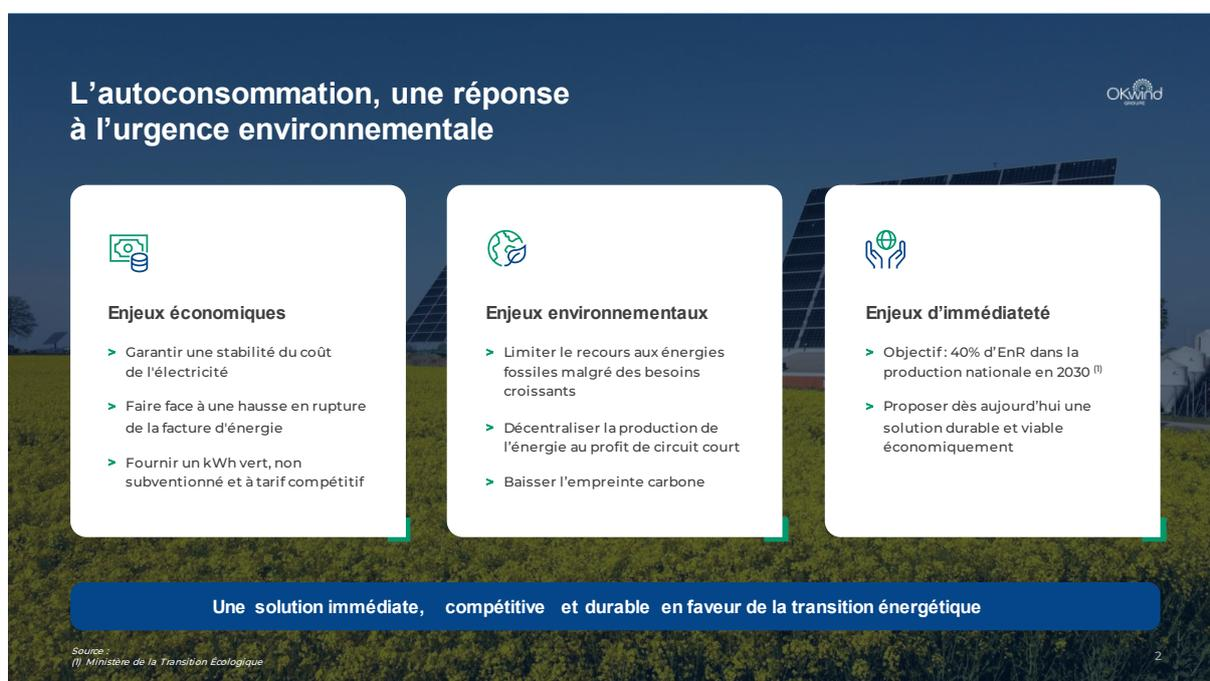 L’autoconsommation, une réponse
à l’urgence environnementale
OKwind
GROUPE
Enjeux économiques
> Garantir une stabilité du coût
de l'électricité
> Faire face à une hausse en rupture
de la facture d'énergie
> Fournir un kWh vert, non
subventionné et à tarif compétitif
Enjeux environnementaux
> Limiter le recours aux énergies
fossiles malgré des besoins
croissants
> Décentraliser la production de
l’énergie au profit de circuit court
> Baisser l’empreinte carbone
Enjeux d’immédiateté
> Objectif : 40% d’EnR dans la
production nationale en 2030 (1)
> Proposer dès aujourd’hui une
solution durable et viable
économiquement
Une solution immédiate, compétitive et durable en faveur de la transition énergétique
Source :
(1) Ministère de la Transition Écologique
2